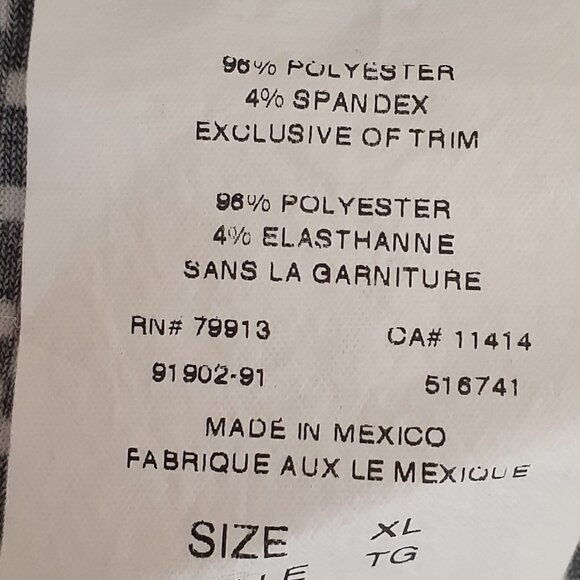 96% POLYESTER
4% SPANDEX
EXCLUSIVE OF TRIM
96% POLYESTER
4% ELASTHANNE
SANS LA GARNITURE
RN# 79913 CA# 11414
91902-91 516741
MADE IN MEXICO
FABRIQUE AUX LE MEXIQUE
SIZE XL
TG